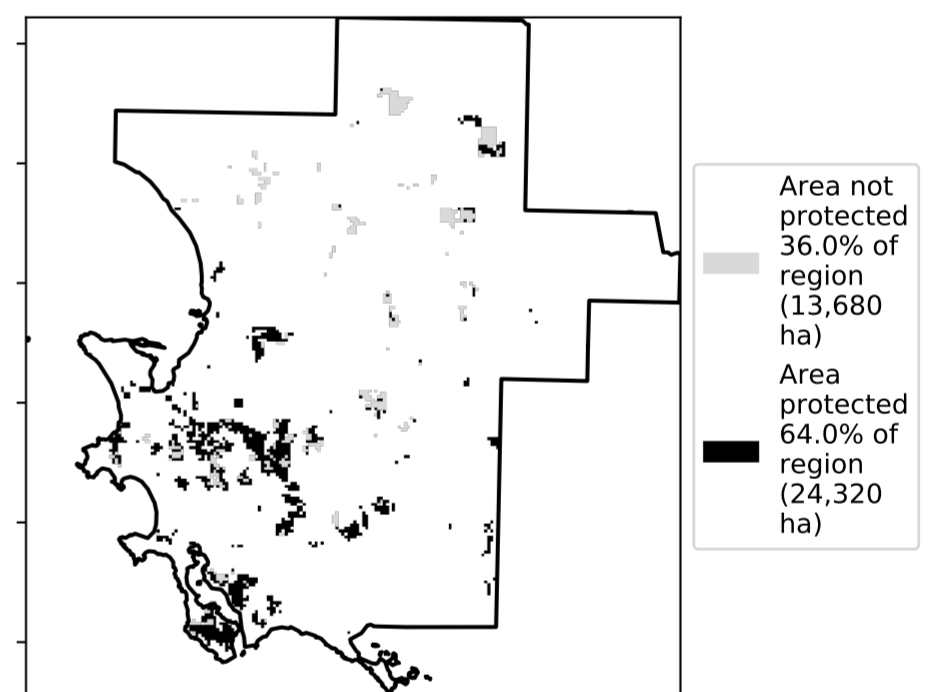 Area not
protected
36.0% of
region
(13,680
ha)
Area
protected
64.0% of
region
(24,320
ha)